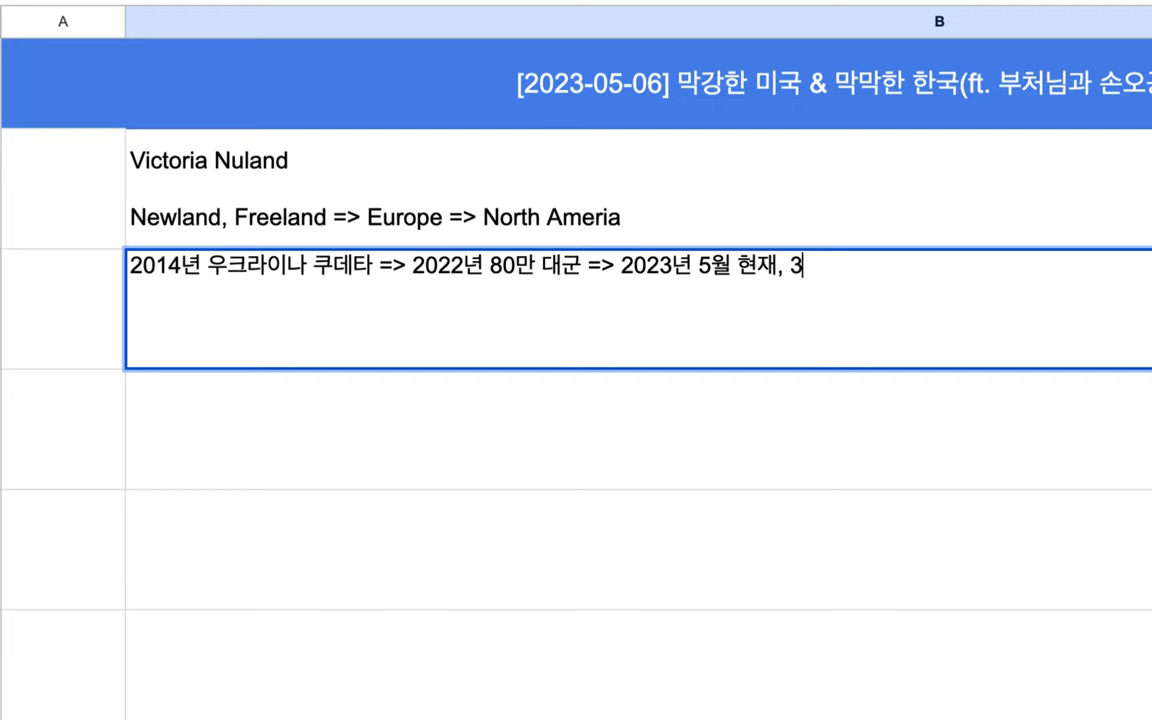 A
B
[2023-05-06] 막강한 미국 & 막막한 한국(ft. 부처님과
Victoria Nuland
Newland, Freeland => Europe => North Ameria
2014년 우크라이나 쿠데타 => 2022년 80만 대군 => 2023년 5월 현재, 3